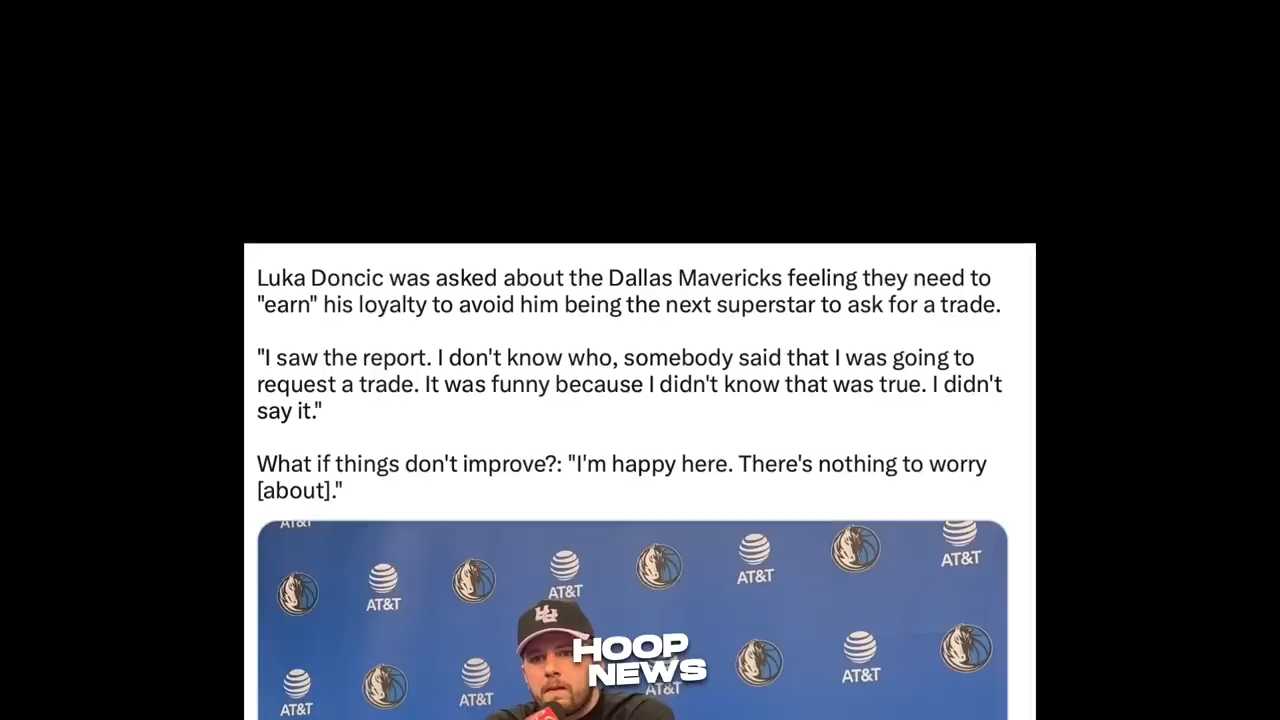 Luka Doncic was asked about the Dallas Mavericks feeling they need to
"earn" his loyalty to avoid him being the next superstar to ask for a trade.
"I saw the report. I don't know who, somebody said that I was going to
request a trade. It was funny because I didn't know that was true. I didn't
say it."
What if things don't improve?: "I'm happy here. There's nothing to worry
[about]."
AT&T
AT&T
AT&T
AT&T
AT&T
HOOP
NEWS
AT&T
AT&T
AT&T
AT&T